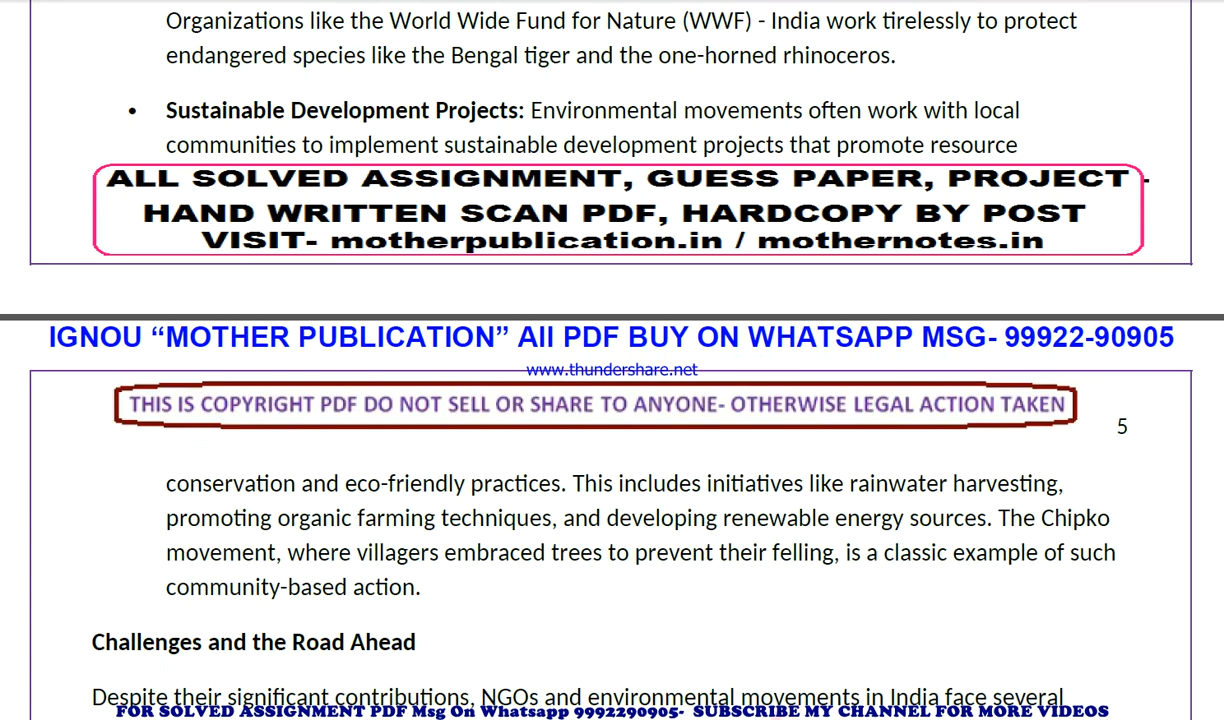 Organizations like the World Wide Fund for Nature (WWF) - India work tirelessly to protect
endangered species like the Bengal tiger and the one-horned rhinoceros.
• Sustainable Development Projects: Environmental movements often work with local
communities to implement sustainable development projects that promote resource
ALL SOLVED ASSIGNMENT, GUESS PAPER, PROJECT -
HAND WRITTEN SCAN PDF, HARDCOPY BY POST
VISIT- motherpublication.in / mothernotes.in
IGNOU “MOTHER PUBLICATION” All PDF BUY ON WHATSAPP MSG- 99922-90905
www.thundershare.net
THIS IS COPYRIGHT PDF DO NOT SELL OR SHARE TO ANYONE- OTHERWISE LEGAL ACTION TAKEN
5
conservation and eco-friendly practices. This includes initiatives like rainwater harvesting,
promoting organic farming techniques, and developing renewable energy sources. The Chipko
movement, where villagers embraced trees to prevent their felling, is a classic example of such
community-based action.
Challenges and the Road Ahead
Despite their significant contributions, NGOs and environmental movements in India face several
FOR SOLVED ASSIGNMENT PDF Msg On Whatsapp 9992290905- SUBSCRIBE MY CHANNEL FOR MORE VIDEOS